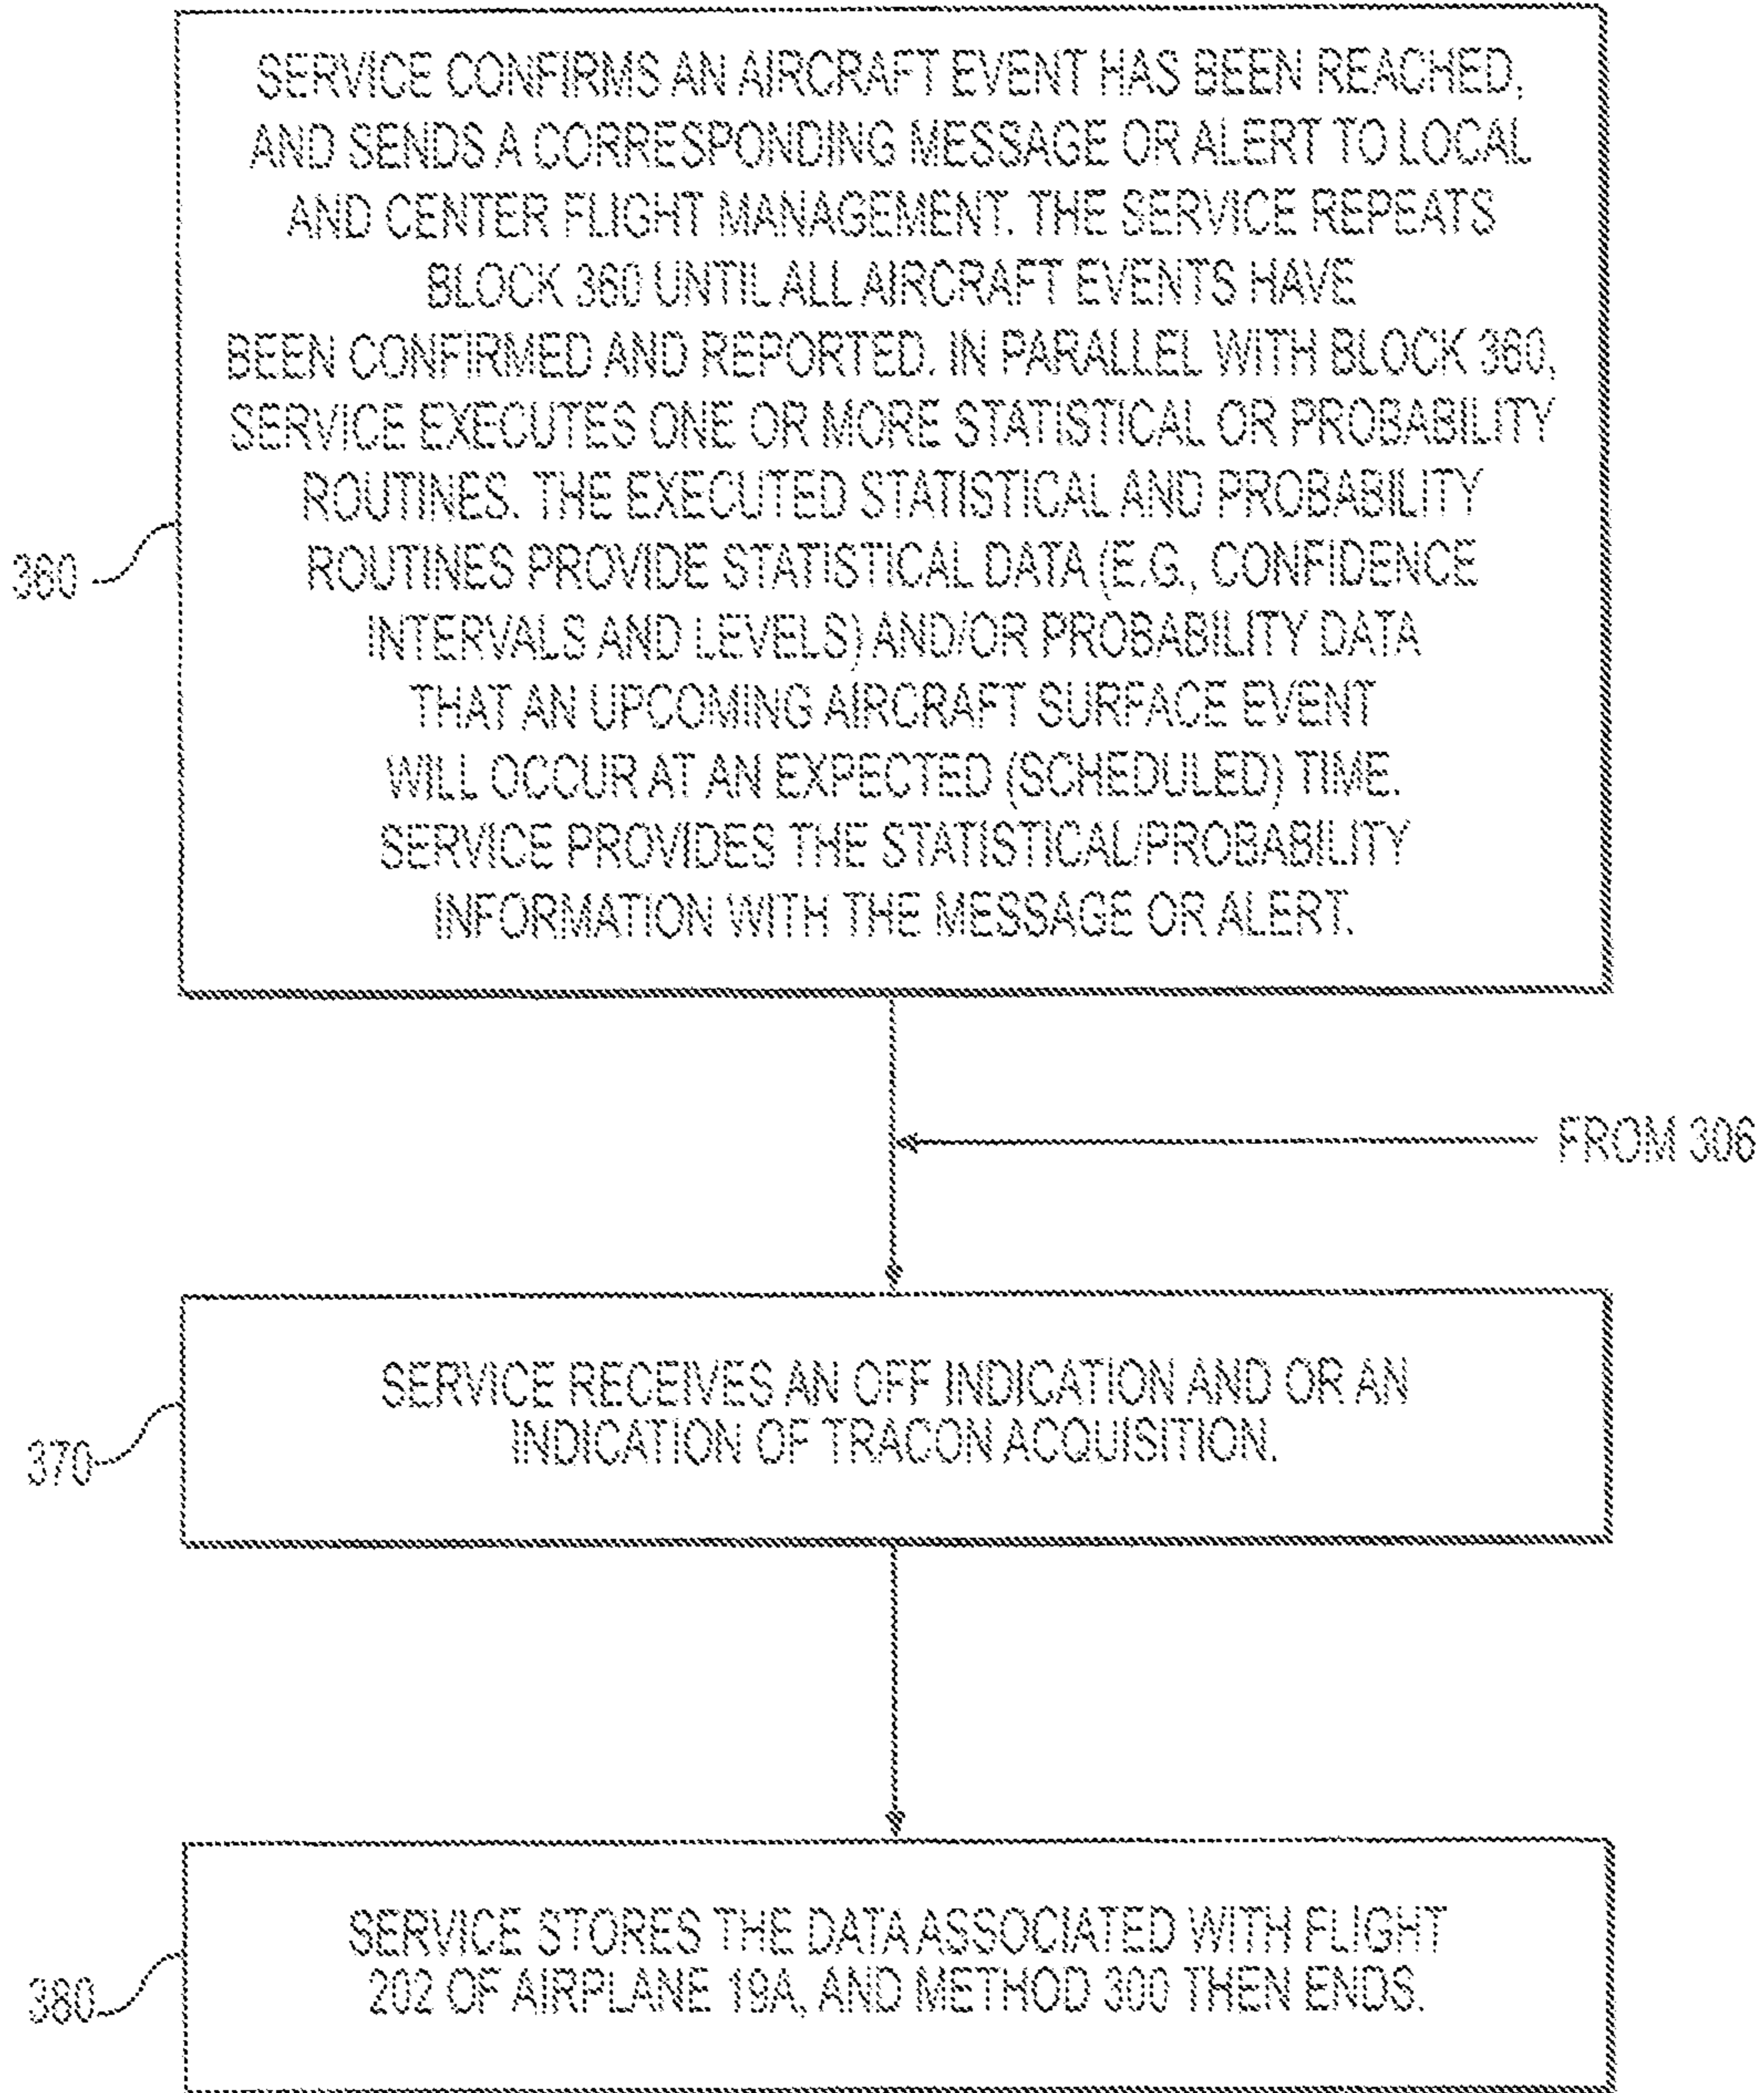 SERVICE CONFIRMS AN AIRCRAFT EVENT HAS BEEN REACHED,
AND SENDS A CORRESPONDING MESSAGE OR ALERT TO LOCAL
AND CENTER FLIGHT MANAGEMENT. THE SERVICE REPEATS
BLOCK 360 UNTIL ALL AIRCRAFT EVENTS HAVE
BEEN CONFIRMED AND REPORTED. IN PARALLEL WITH BLOCK 360,
SERVICE EXECUTES ONE OR MORE STATISTICAL OR PROBABILITY
ROUTINES. THE EXECUTED STATISTICAL AND PROBABILITY
ROUTINES PROVIDE STATISTICAL DATA (E.G., CONFIDENCE
INTERVALS AND LEVELS) AND/OR PROBABILITY DATA
THAT AN UPCOMING AIRCRAFT SURFACE EVENT
WILL OCCUR AT AN EXPECTED (SCHEDULED) TIME.
SERVICE PROVIDES THE STATISTICAL/PROBABILITY
INFORMATION WITH THE MESSAGE OR ALERT.
360
FROM 306
SERVICE RECEIVES AN OFF INDICATION AND OR AN
INDICATION OF TRACON ACQUISITION.
370
SERVICE STORES THE DATA ASSOCIATED WITH FLIGHT
202 OF AIRPLANE 19A, AND METHOD 300 THEN ENDS.
380